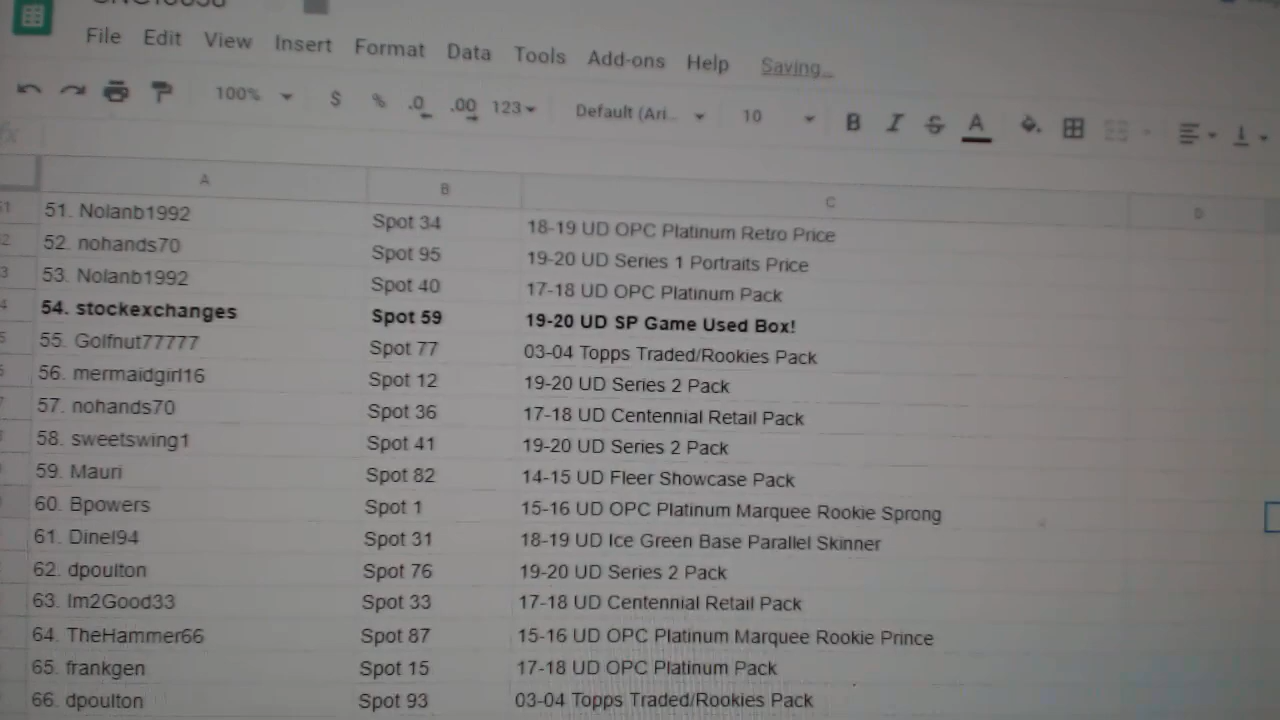 File Edit View Insert Format Data Tools Add-ons Help Saving...
100% $ % .0 .00 123 Default (Ari... 10 B I S A
fx
A B C D
51. Nolanb1992 Spot 34 18-19 UD OPC Platinum Retro Price
52. nohands70 Spot 95 19-20 UD Series 1 Portraits Price
53. Nolanb1992 Spot 40 17-18 UD OPC Platinum Pack
54. stockexchanges Spot 59 19-20 UD SP Game Used Box!
55. Golfnut77777 Spot 77 03-04 Topps Traded/Rookies Pack
56. mermaidgirl16 Spot 12 19-20 UD Series 2 Pack
57. nohands70 Spot 36 17-18 UD Centennial Retail Pack
58. sweetswing1 Spot 41 19-20 UD Series 2 Pack
59. Mauri Spot 82 14-15 UD Fleer Showcase Pack
60. Bpowers Spot 1 15-16 UD OPC Platinum Marquee Rookie Sprong
61. Dinel94 Spot 31 18-19 UD Ice Green Base Parallel Skinner
62. dpoulton Spot 76 19-20 UD Series 2 Pack
63. Im2Good33 Spot 33 17-18 UD Centennial Retail Pack
64. TheHammer66 Spot 87 15-16 UD OPC Platinum Marquee Rookie Prince
65. frankgen Spot 15 17-18 UD OPC Platinum Pack
66. dpoulton Spot 93 03-04 Topps Traded/Rookies Pack